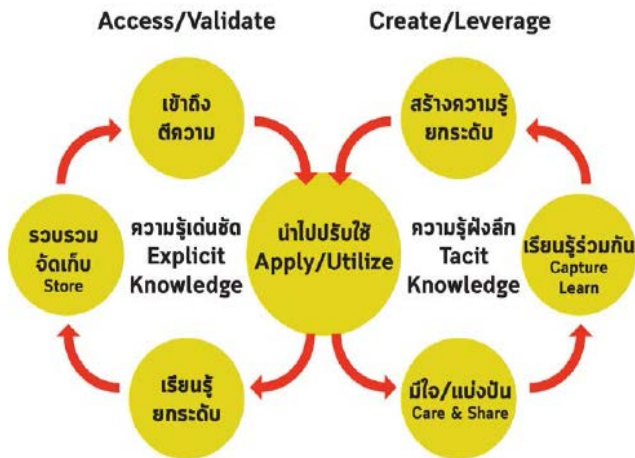 Access/Validate
Create/Leverage
เข้าถึง
ตีความ
สร้างความรู้
ยกระดับ
รวบรวม
จัดเก็บ
Store
ความรู้เด่นชัด
Explicit
Knowledge
นำไปปรับใช้
Apply/Utilize
ความรู้ฝังลึก
Tacit
Knowledge
เรียนรู้ร่วมกัน
Capture
Learn
เรียนรู้
ยกระดับ
มีใจ/แบ่งปัน
Care & Share